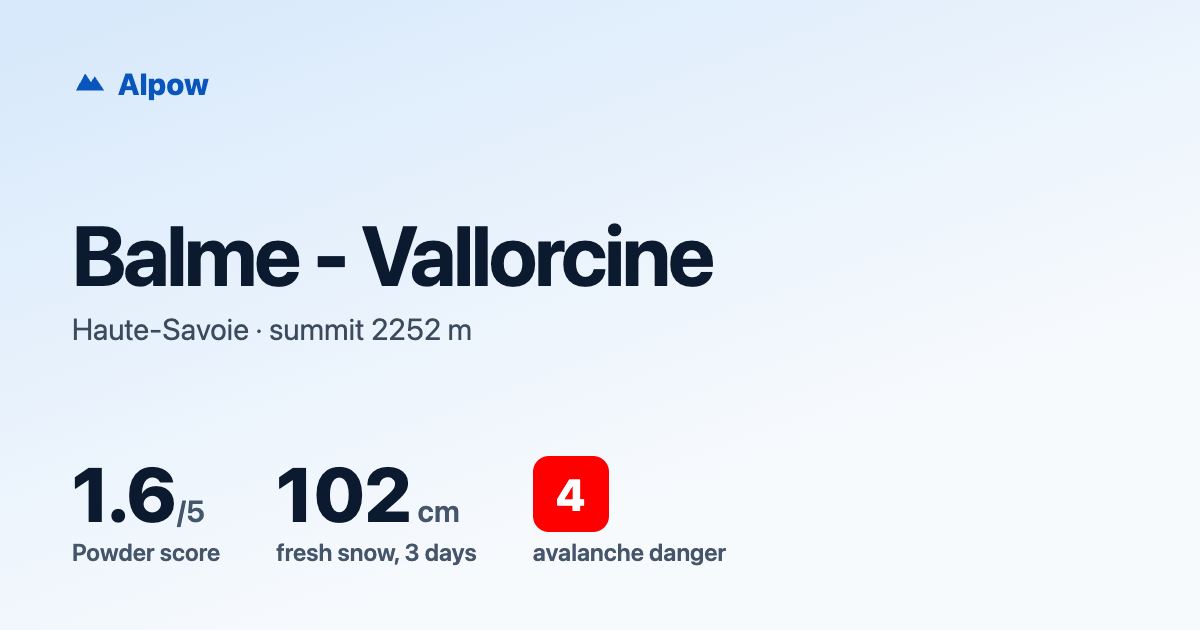 Alpow
Balme - Vallorcine
Haute-Savoie · summit 2252 m
1.6/5
Powder score
102 cm
fresh snow, 3 days
4
avalanche danger